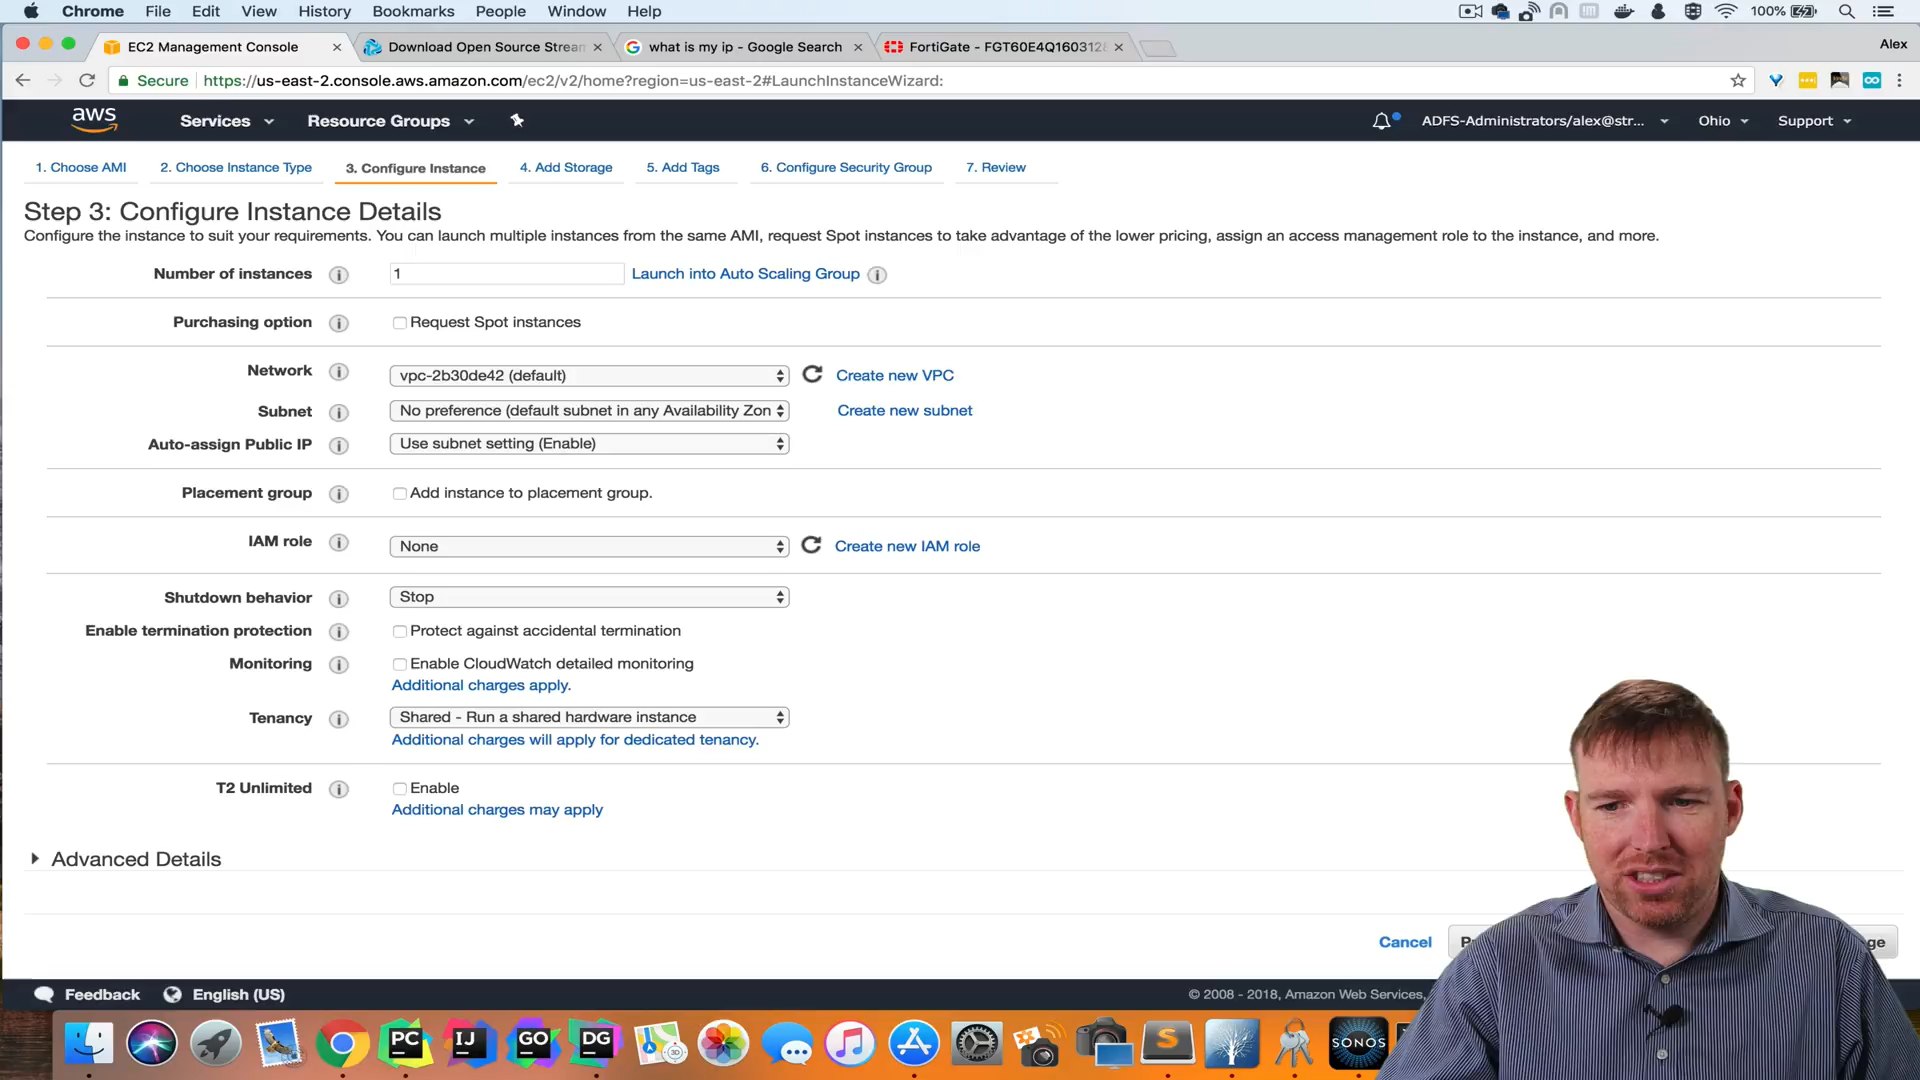 Chrome File Edit View History Bookmarks People Window Help 100%
EC2 Management Console Download Open Source Stream what is my ip - Google Search FortiGate - FGT60E4Q160312 Alex
Secure https://us-east-2.console.aws.amazon.com/ec2/v2/home?region=us-east-2#LaunchInstanceWizard:
aws Services Resource Groups ADFS-Administrators/alex@str... Ohio Support
1. Choose AMI 2. Choose Instance Type 3. Configure Instance 4. Add Storage 5. Add Tags 6. Configure Security Group 7. Review
Step 3: Configure Instance Details
Configure the instance to suit your requirements. You can launch multiple instances from the same AMI, request Spot instances to take advantage of the lower pricing, assign an access management role to the instance, and more.
Number of instances 1 Launch into Auto Scaling Group
Purchasing option Request Spot instances
Network vpc-2b30de42 (default) Create new VPC
Subnet No preference (default subnet in any Availability Zon Create new subnet
Auto-assign Public IP Use subnet setting (Enable)
Placement group Add instance to placement group.
IAM role None Create new IAM role
Shutdown behavior Stop
Enable termination protection Protect against accidental termination
Monitoring Enable CloudWatch detailed monitoring
Additional charges apply.
Tenancy Shared - Run a shared hardware instance
Additional charges will apply for dedicated tenancy.
T2 Unlimited Enable
Additional charges may apply
Advanced Details
Cancel P ge
Feedback English (US) © 2008 - 2018, Amazon Web Services,
PC IJ GO DG 3D S SONOS